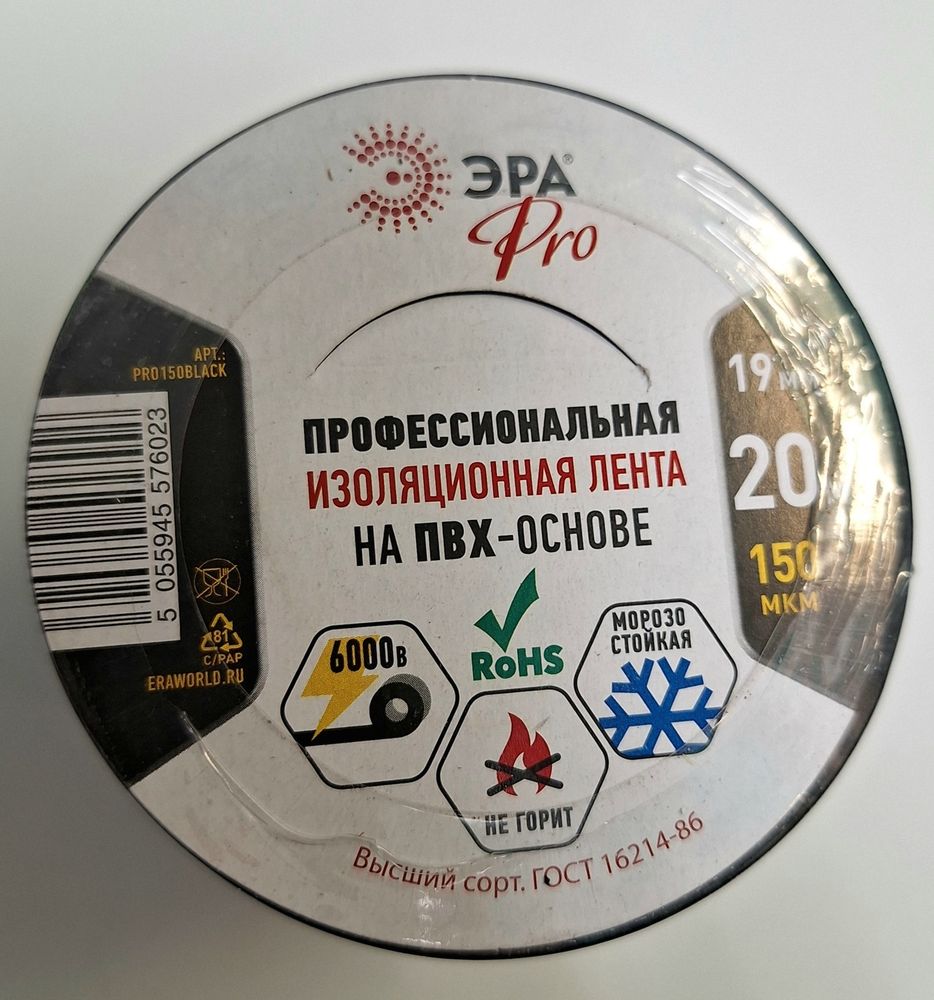 ЭРА®
Pro
АРТ.:
PRO150BLACK
5 055945 576023
81
C/PAP
ERAWORLD.RU
19
20
150
МКМ
ПРОФЕССИОНАЛЬНАЯ
ИЗОЛЯЦИОННАЯ ЛЕНТА
НА ПВХ-ОСНОВЕ
RoHS
6000В
МОРОЗО
СТОЙКАЯ
НЕ ГОРИТ
Высший сорт. ГОСТ 16214-86